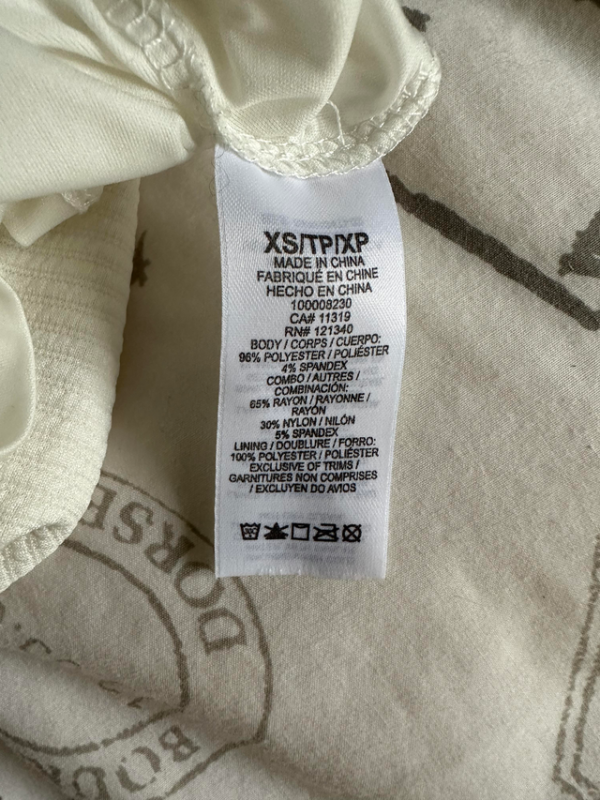 XS/TP/XP
MADE IN CHINA
FABRIQUÉ EN CHINE
HECHO EN CHINA
100008230
CA# 11319
RN# 121340
BODY / CORPS / CUERPO:
96% POLYESTER / POLIÉSTER
4% SPANDEX
COMBO / AUTRES /
COMBINACIÓN:
65% RAYON / RAYONNE /
RAYÓN
30% NYLON / NILÓN
5% SPANDEX
LINING / DOUBLURE / FORRO:
100% POLYESTER / POLIÉSTER
EXCLUSIVE OF TRIMS /
GARNITURES NON COMPRISES
/ EXCLUYEN DO AVIOS
DORSE
BOU